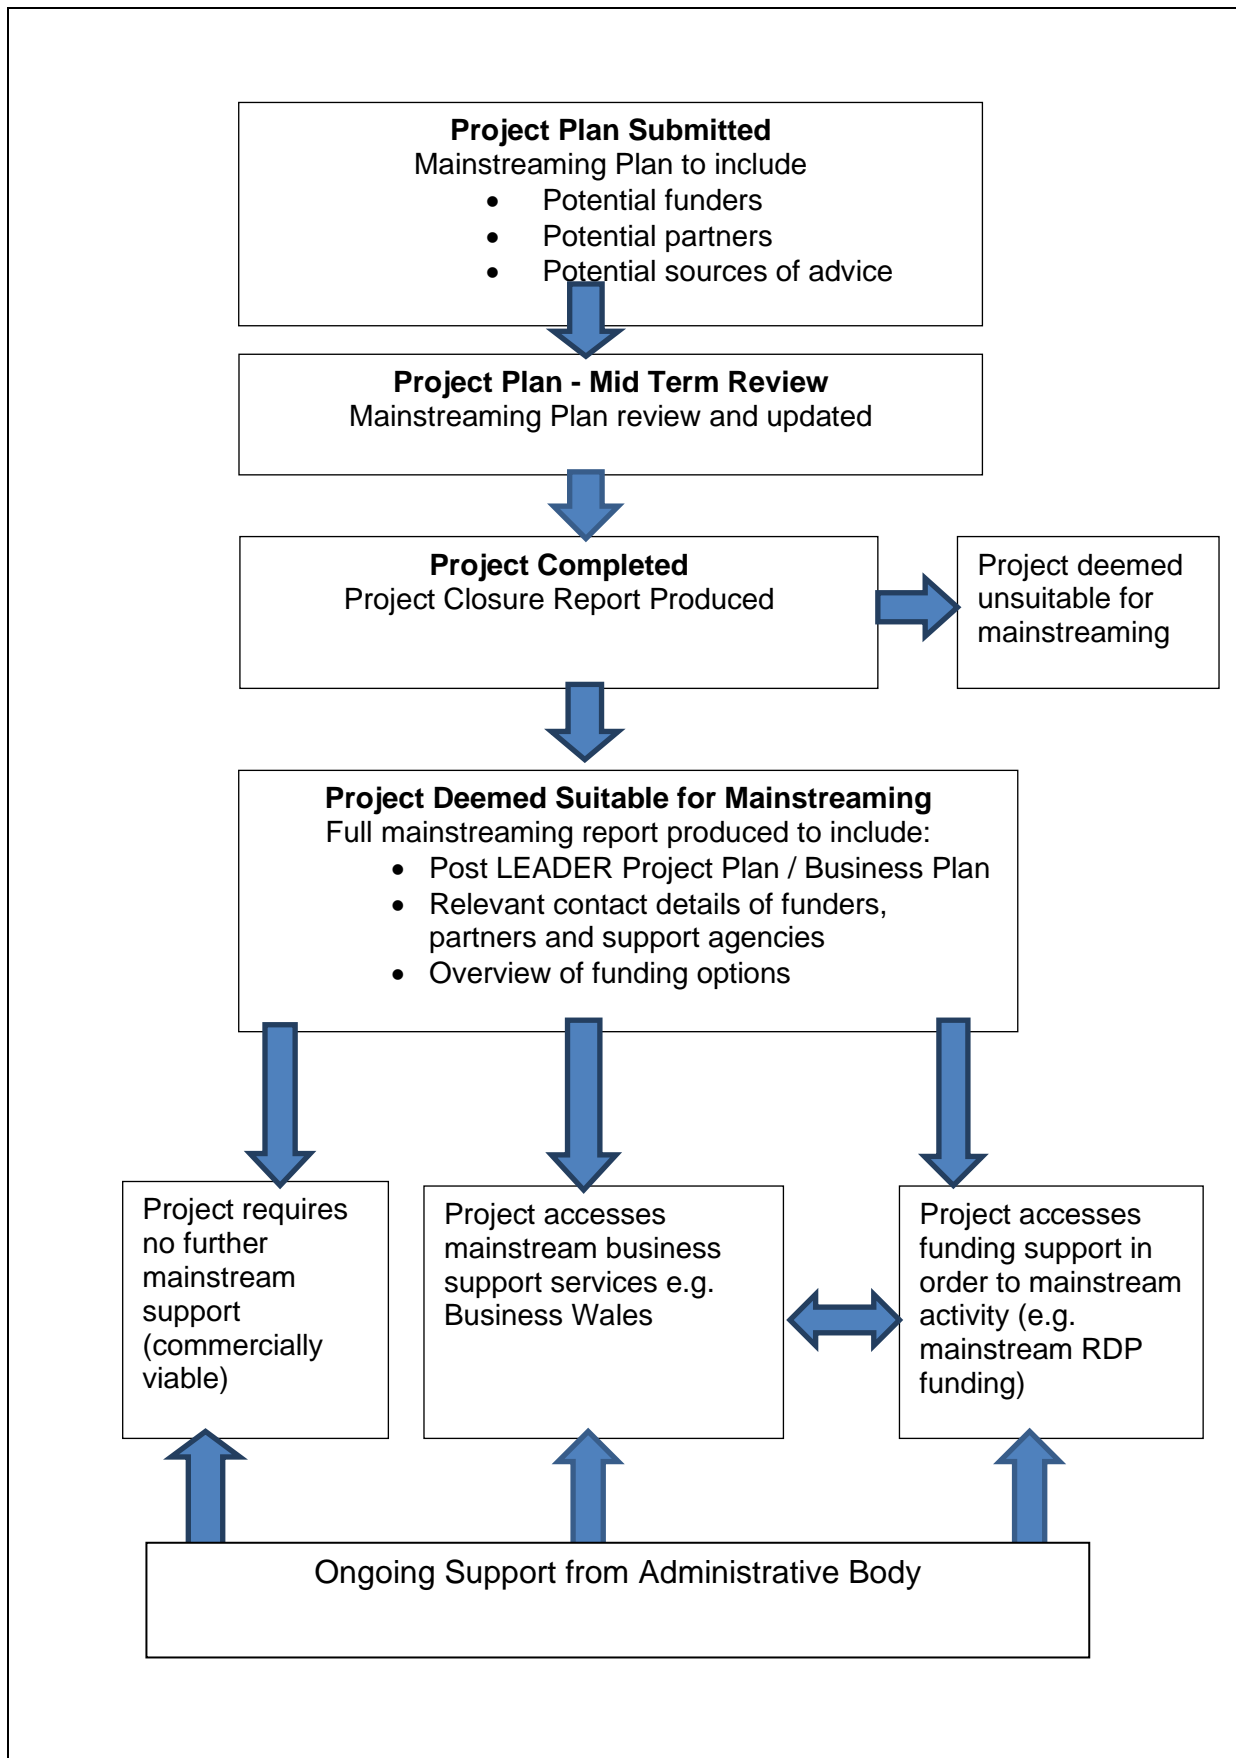 Project Plan Submitted
Mainstreaming Plan to include
• Potential funders
• Potential partners
• Potential sources of advice
Project Plan - Mid Term Review
Mainstreaming Plan review and updated
Project Completed
Project Closure Report Produced
Project deemed
unsuitable for
mainstreaming
Project Deemed Suitable for Mainstreaming
Full mainstreaming report produced to include:
• Post LEADER Project Plan / Business Plan
• Relevant contact details of funders,
partners and support agencies
• Overview of funding options
Project requires
no further
mainstream
support
(commercially
viable)
Project accesses
mainstream business
support services e.g.
Business Wales
Project accesses
funding support in
order to mainstream
activity (e.g.
mainstream RDP
funding)
Ongoing Support from Administrative Body